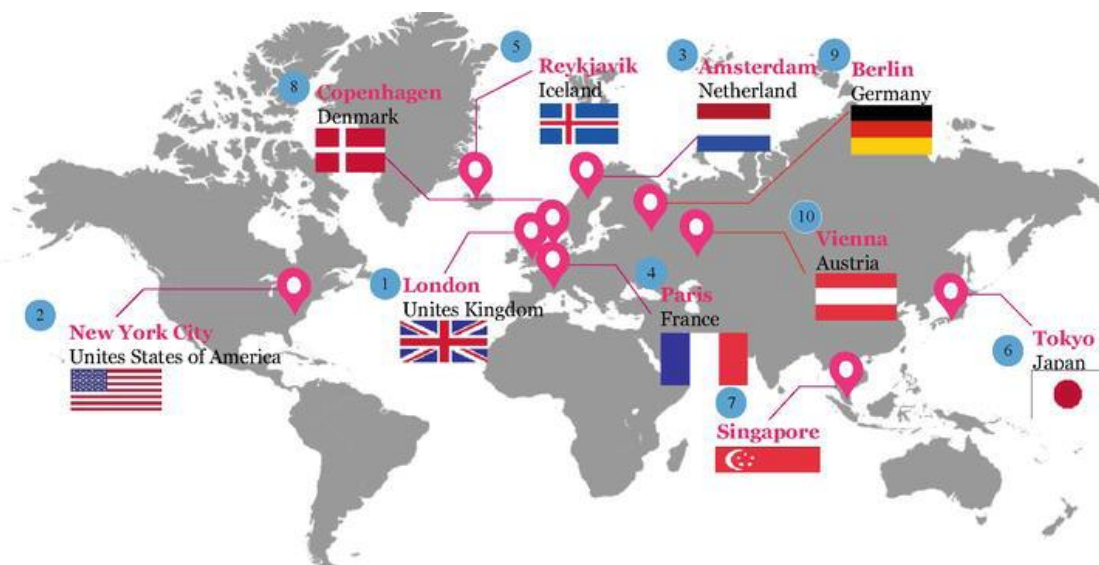 5
Reykjavik
Iceland
3
Amsterdam
Netherland
9
Berlin
Germany
8
Copenhagen
Denmark
10
Vienna
Austria
1
London
Unites Kingdom
4
Paris
France
2
New York City
Unites States of America
6
Tokyo
Japan
7
Singapore